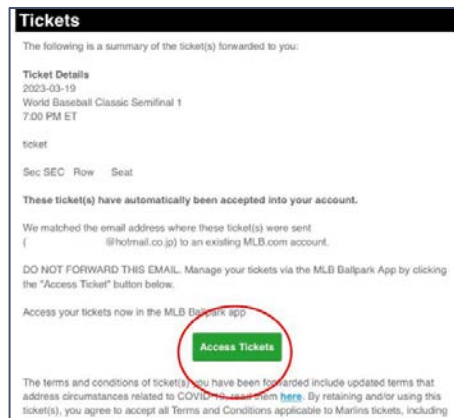 Tickets
The following is a summary of the ticket(s) forwarded to you:
Ticket Details
2023-03-19
World Baseball Classic Semifinal 1
7:00 PM ET
ticket
Sec SEC Row Seat
These ticket(s) have automatically been accepted into your account.
We matched the email address where these ticket(s) were sent
( @hotmail.co.jp) to an existing MLB.com account.
DO NOT FORWARD THIS EMAIL. Manage your tickets via the MLB Ballpark App by clicking
the "Access Ticket" button below.
Access your tickets now in the MLB Ballpark app
Access Tickets
The terms and conditions of ticket(s) you have been forwarded include updated terms that
address circumstances related to COVID-19, read them here. By retaining and/or using this
ticket(s), you agree to accept all Terms and Conditions applicable to Marlins tickets, including